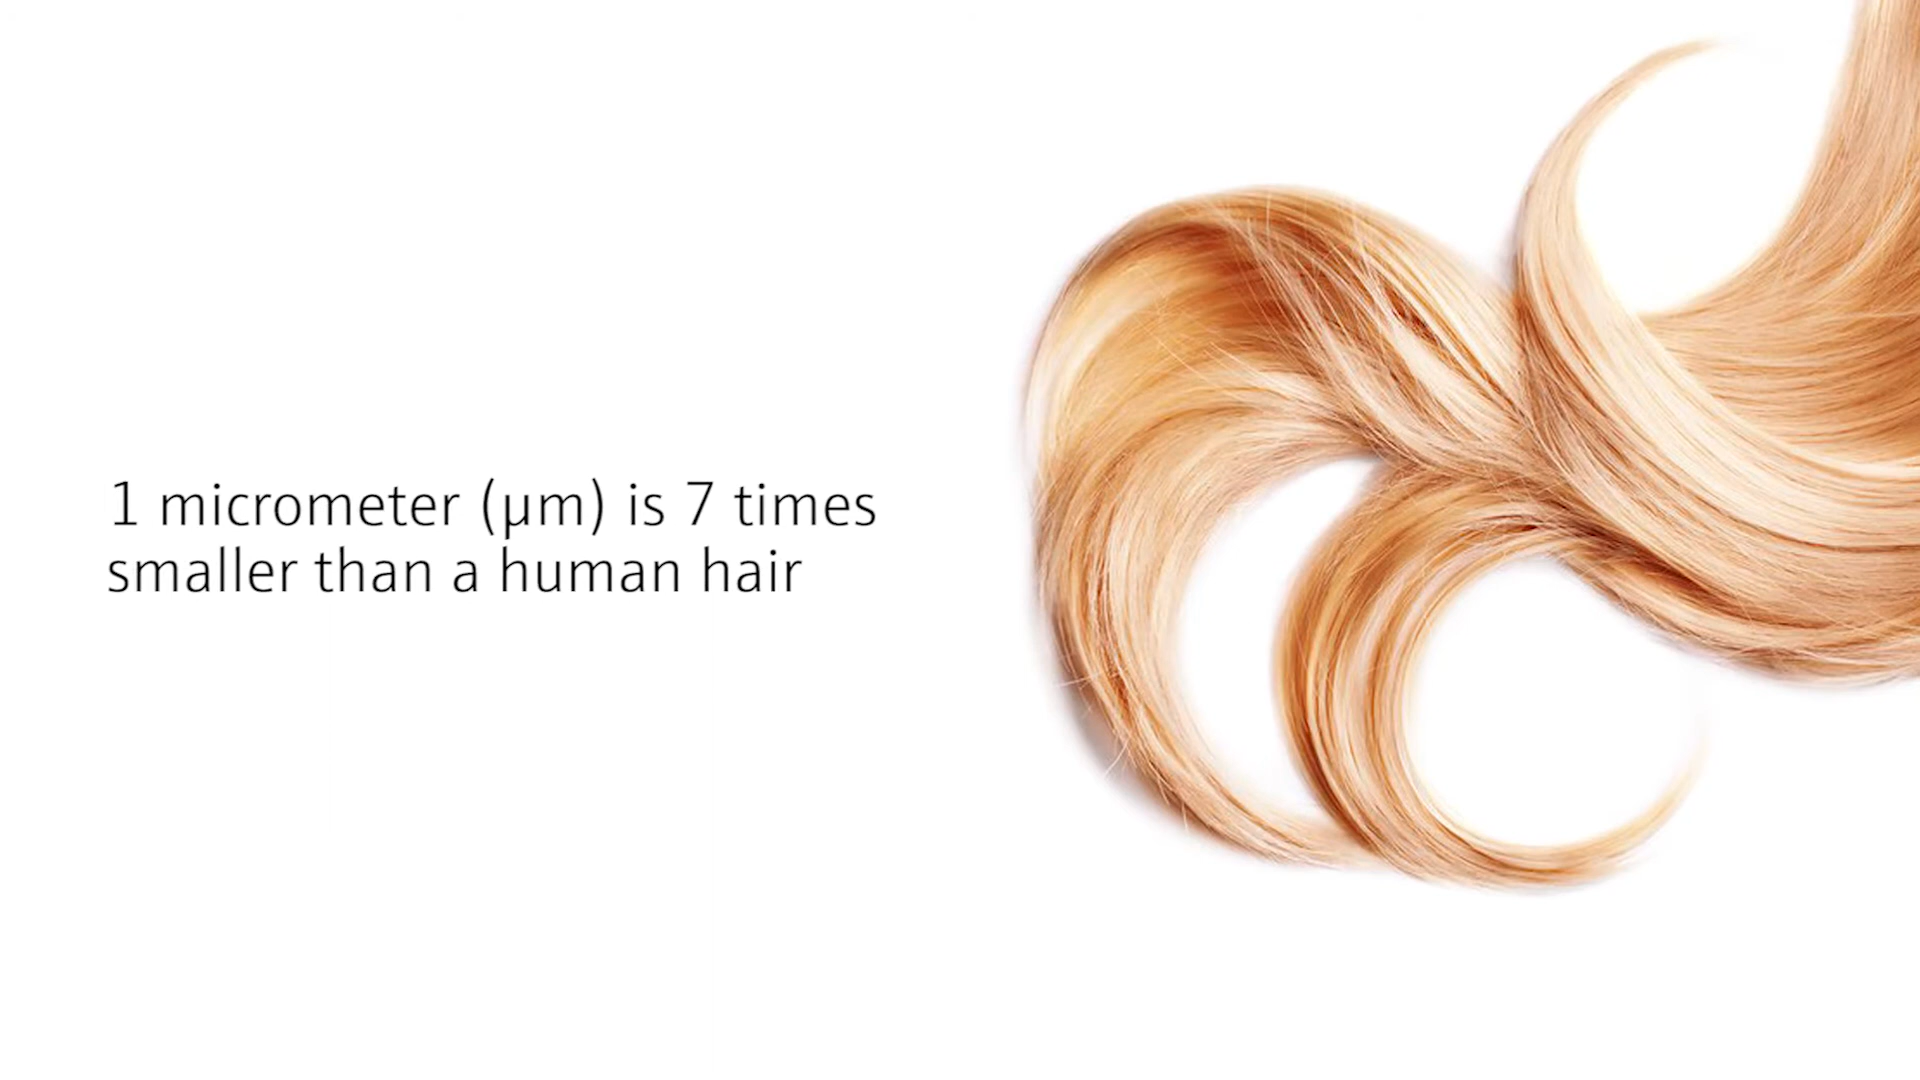 1 micrometer (µm) is 7 times
smaller than a human hair